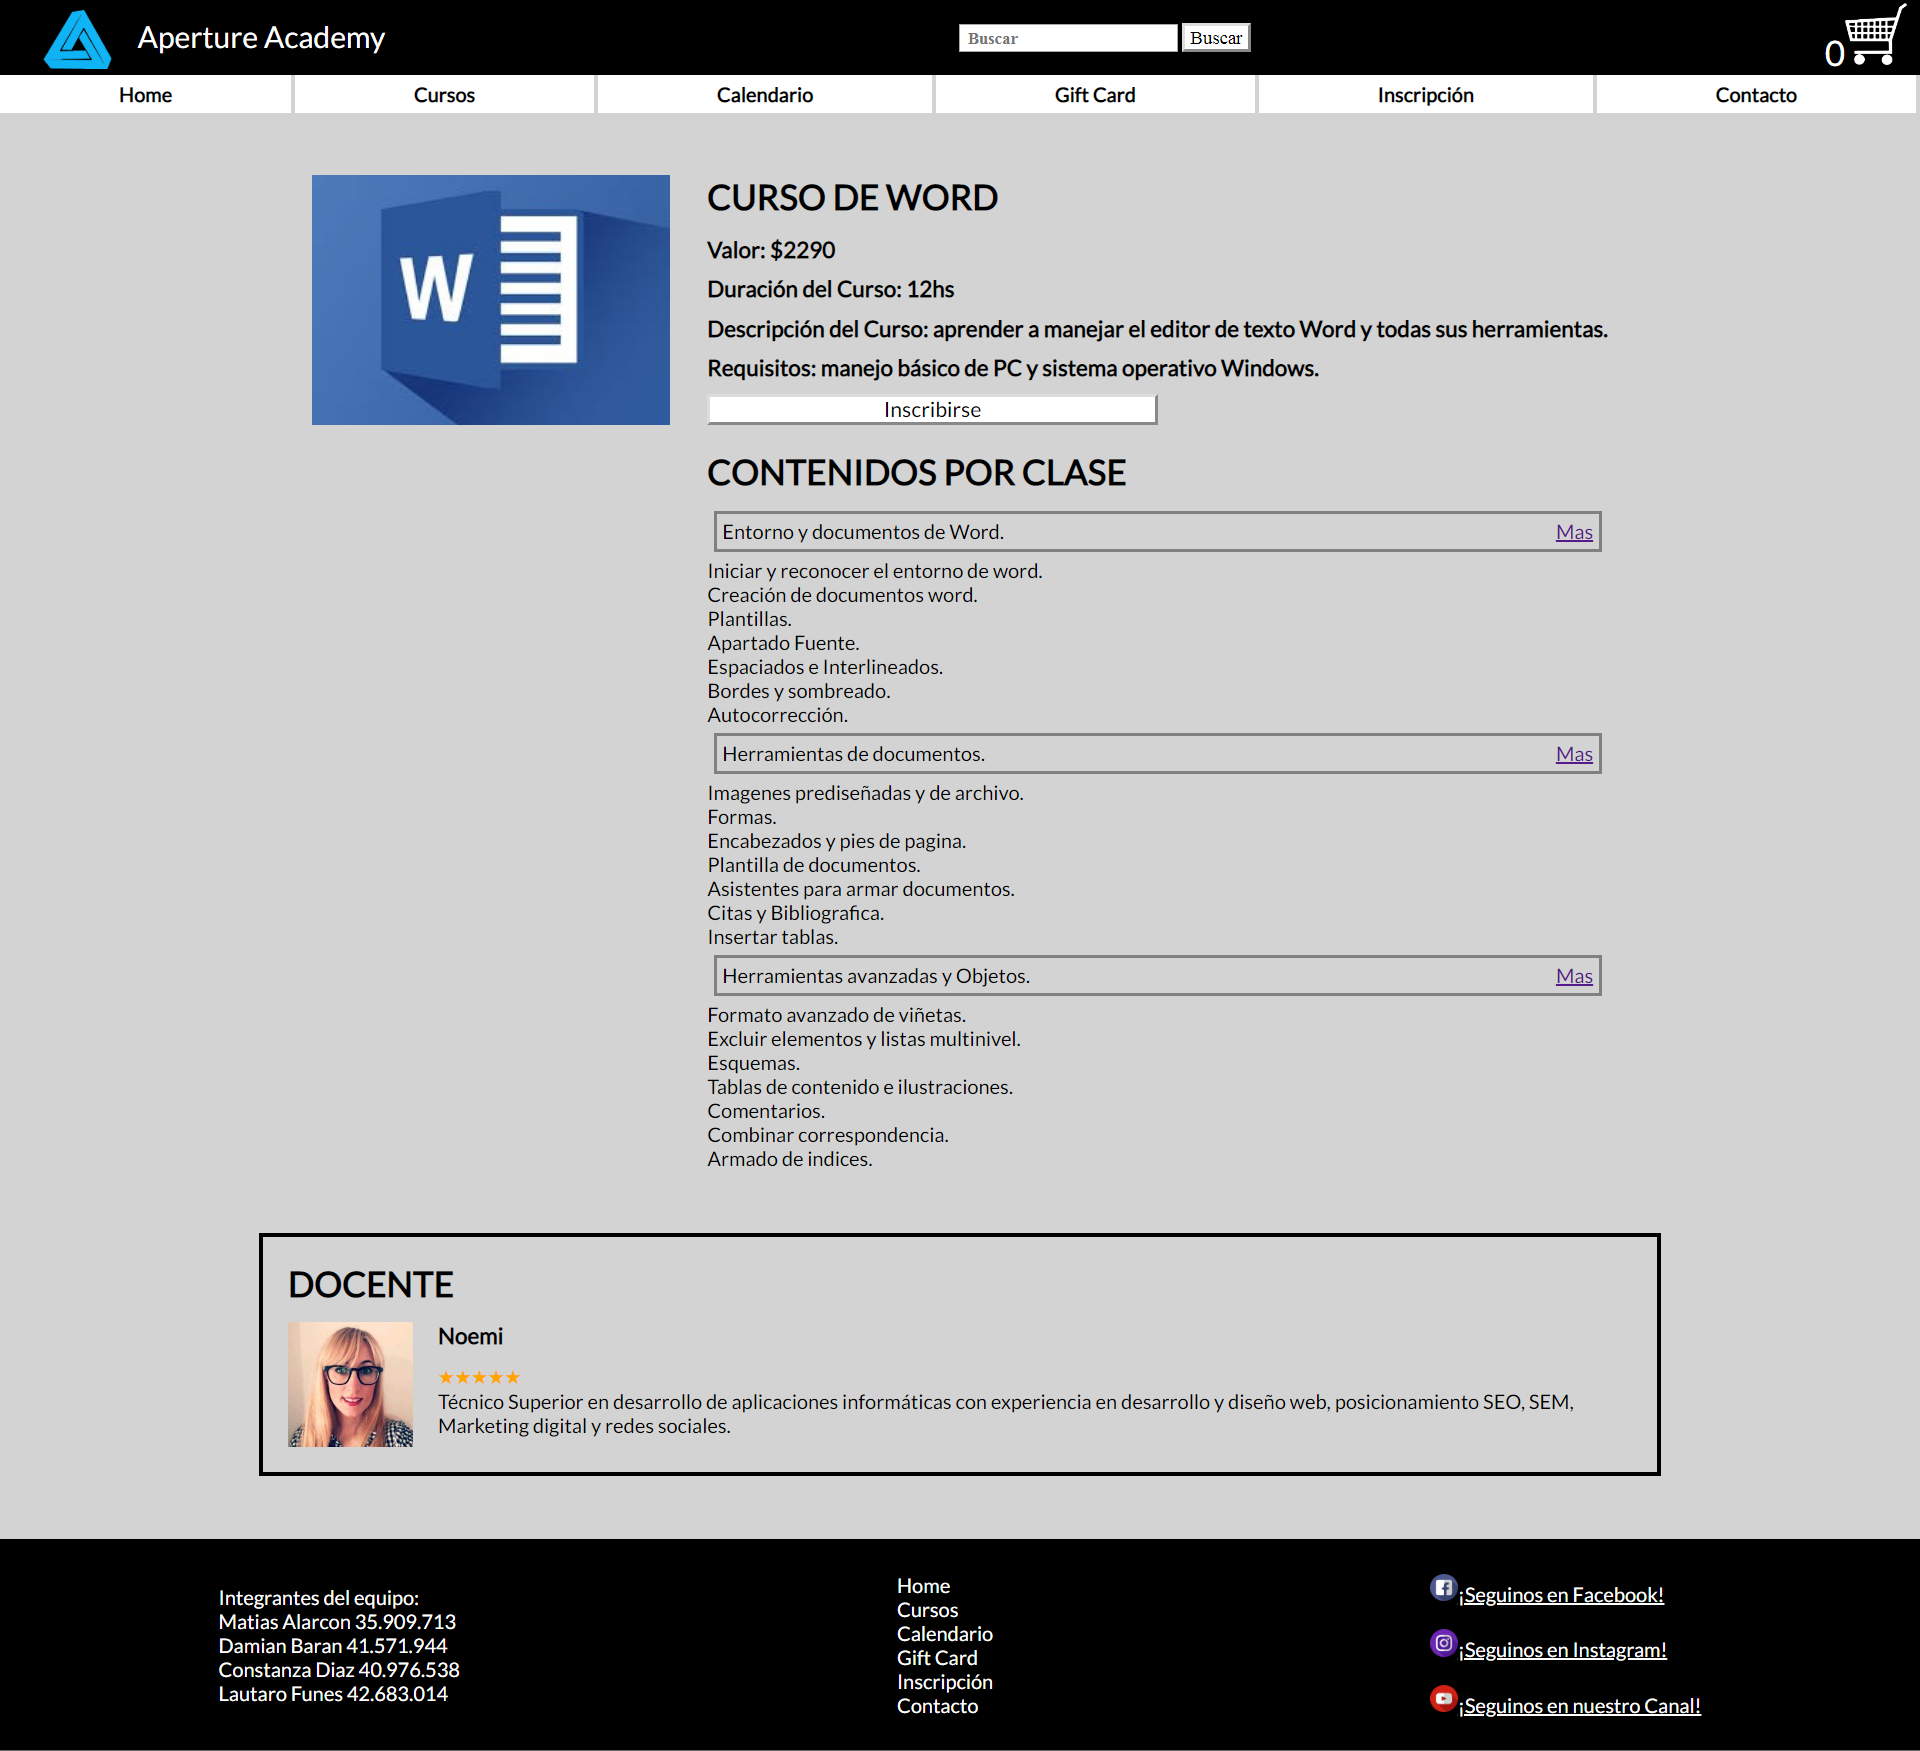 Aperture Academy
Buscar
Buscar
0
Home
Cursos
Calendario
Gift Card
Inscripción
Contacto
W
CURSO DE WORD
Valor: $2290
Duración del Curso: 12hs
Descripción del Curso: aprender a manejar el editor de texto Word y todas sus herramientas.
Requisitos: manejo básico de PC y sistema operativo Windows.
Inscribirse
CONTENIDOS POR CLASE
Entorno y documentos de Word. Mas
Iniciar y reconocer el entorno de word.
Creación de documentos word.
Plantillas.
Apartado Fuente.
Espaciados e Interlineados.
Bordes y sombreado.
Autocorrección.
Herramientas de documentos. Mas
Imagenes prediseñadas y de archivo.
Formas.
Encabezados y pies de pagina.
Plantilla de documentos.
Asistentes para armar documentos.
Citas y Bibliografica.
Insertar tablas.
Herramientas avanzadas y Objetos. Mas
Formato avanzado de viñetas.
Excluir elementos y listas multinivel.
Esquemas.
Tablas de contenido e ilustraciones.
Comentarios.
Combinar correspondencia.
Armado de indices.
DOCENTE
Noemi
★★★★★
Técnico Superior en desarrollo de aplicaciones informáticas con experiencia en desarrollo y diseño web, posicionamiento SEO, SEM,
Marketing digital y redes sociales.
Integrantes del equipo:
Matias Alarcon 35.909.713
Damian Baran 41.571.944
Constanza Diaz 40.976.538
Lautaro Funes 42.683.014
Home
Cursos
Calendario
Gift Card
Inscripción
Contacto
¡Seguinos en Facebook!
¡Seguinos en Instagram!
¡Seguinos en nuestro Canal!